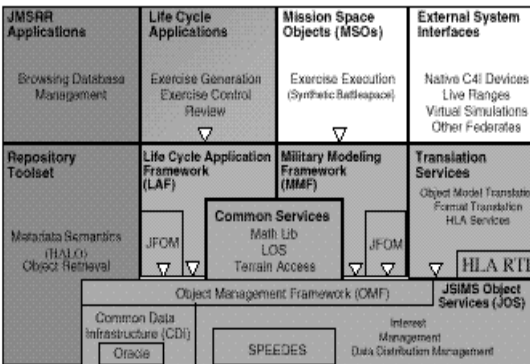 JMSRR
Applications
Browsing Database
Management
Life Cycle
Applications
Exercise Generation
Exercise Control
Review
Mission Space
Objects (MSOs)
Exercise Execution
(Synthetic Battlespace)
External System
Interfaces
Native C4I Devices
Live Ranges
Virtual Simulations
Other Federates
Repository
Toolset
Metadata Semantics
(HALO)
Object Retrieval
Life Cycle Application
Framework
(LAF)
JFOM
Military Modeling
Framework
(MMF)
JFOM
Common Services
Math Lib
LOS
Terrain Access
Translation
Services
Object Model Translatio
Format Translation
HLA Services
HLA RTI
Object Management Framework (OMF)
JSIMS Object
Services (JOS)
Common Data
Infrastructure (CDI)
Oracle
SPEEDES
Interest
Management
Data Distribution Management